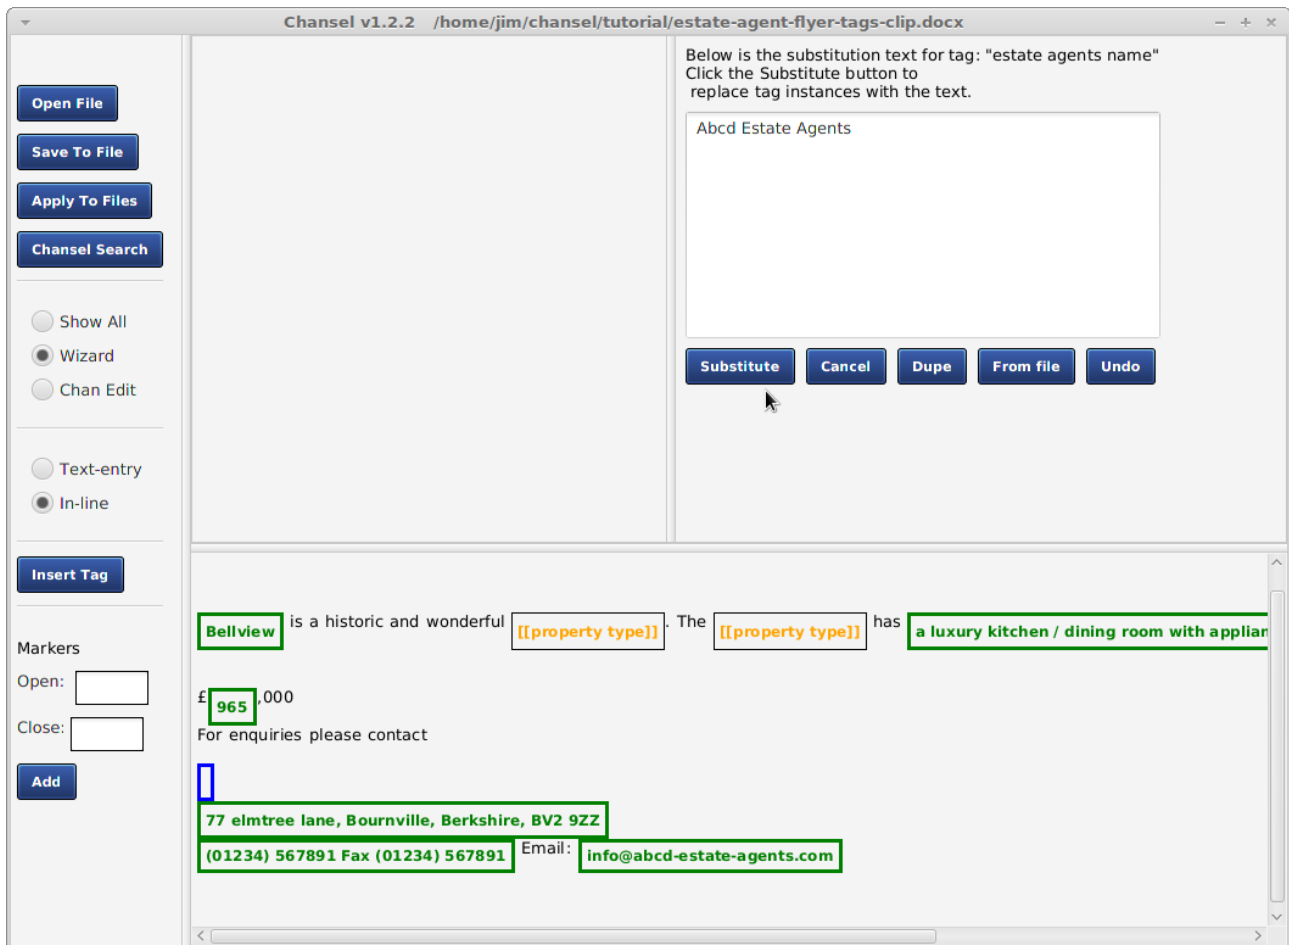 Chansel v1.2.2 /home/jim/chansel/tutorial/estate-agent-flyer-tags-clip.docx
Open File
Save To File
Apply To Files
Chansel Search
Show All
Wizard
Chan Edit
Text-entry
In-line
Insert Tag
Markers
Open:
Close:
Add
Below is the substitution text for tag: "estate agents name"
Click the Substitute button to
replace tag instances with the text.
Abcd Estate Agents
Substitute Cancel Dupe From file Undo
Bellview is a historic and wonderful [[property type]]. The [[property type]] has a luxury kitchen / dining room with
£965,000
For enquiries please contact
77 elmtree lane, Bournville, Berkshire, BV2 9ZZ
(01234) 567891 Fax (01234) 567891 Email: info@abcd-estate-agents.com